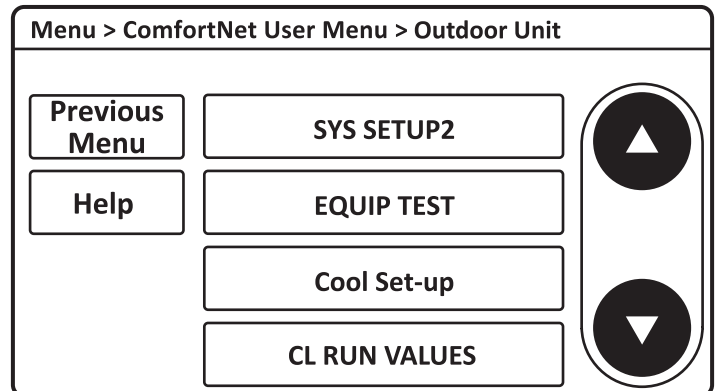 Menu > ComfortNet User Menu > Outdoor Unit
Previous
Menu
Help
SYS SETUP2
EQUIP TEST
Cool Set-up
CL RUN VALUES